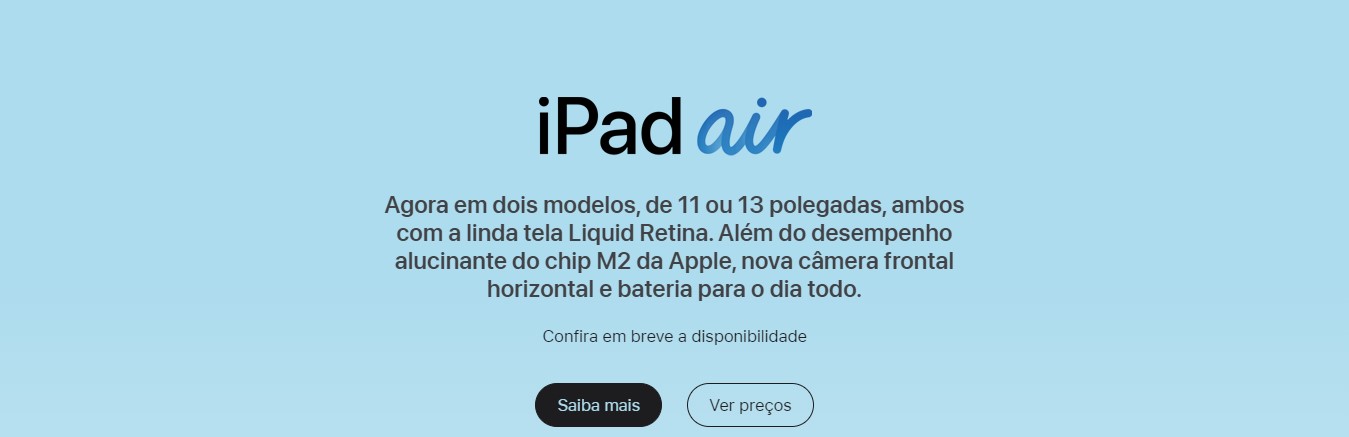 iPad air
Agora em dois modelos, de 11 ou 13 polegadas, ambos
com a linda tela Liquid Retina. Além do desempenho
alucinante do chip M2 da Apple, nova câmera frontal
horizontal e bateria para o dia todo.
Confira em breve a disponibilidade
Saiba mais
Ver preços